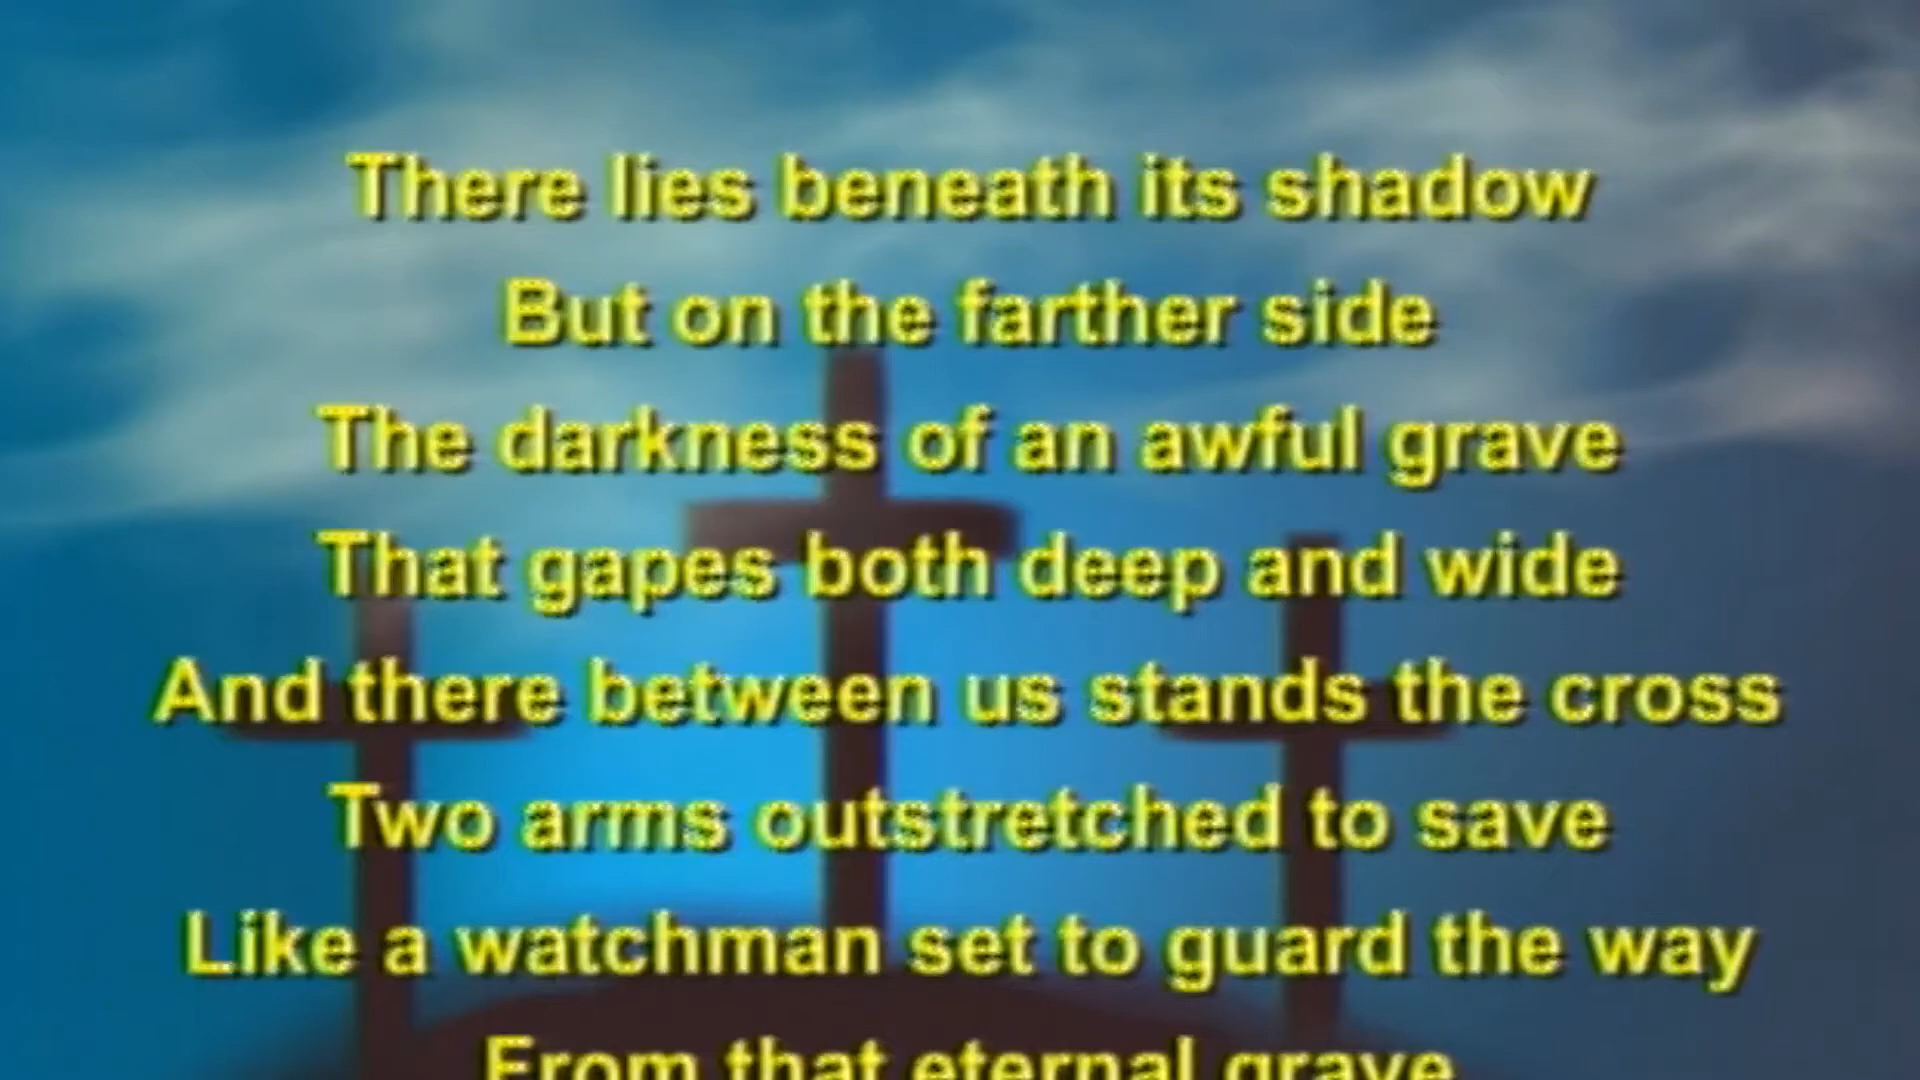 There lies beneath its shadow
But on the farther side
The darkness of an awful grave
That gapes both deep and wide
And there between us stands the cross
Two arms outstretched to save
Like a watchman set to guard the way
From that eternal grave